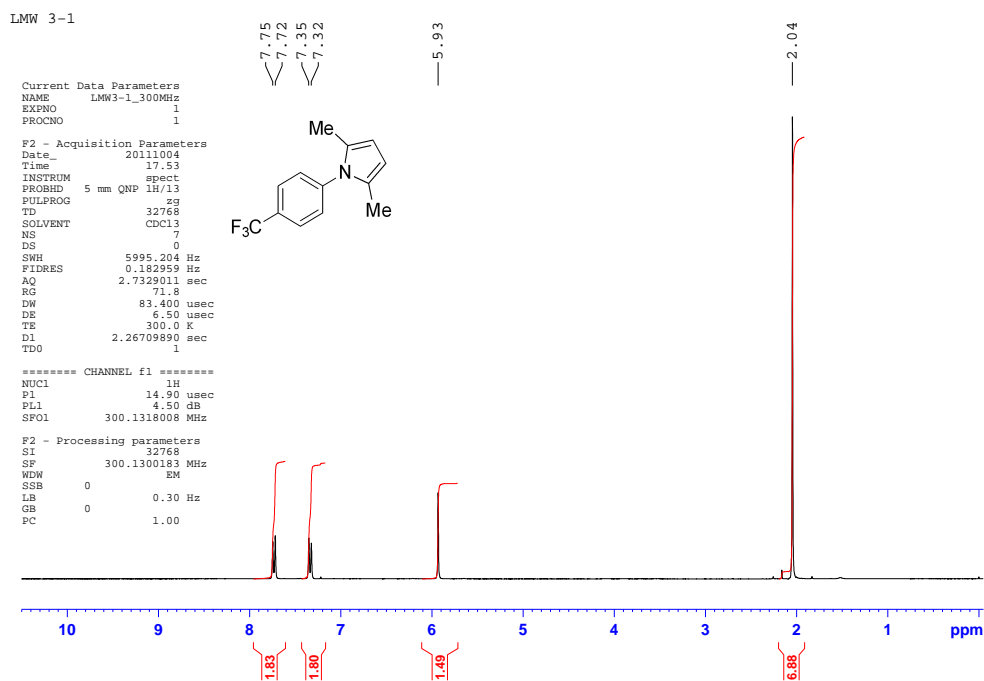 LMW 3-1
7.75
7.72
7.35
7.32
5.93
2.04
Current Data Parameters
NAME LMW3-1_300MHz
EXPNO 1
PROCNO 1
F2 - Acquisition Parameters
Date_ 20111004
Time 17.53
INSTRUM spect
PROBHD 5 mm QNP 1H/13
PULPROG zg
TD 32768
SOLVENT CDCl3
NS 7
DS 0
SWH 5995.204 Hz
FIDRES 0.182959 Hz
AQ 2.7329011 sec
RG 71.8
DW 83.400 usec
DE 6.50 usec
TE 300.0 K
D1 2.26709890 sec
TD0 1
======== CHANNEL f1 ========
NUC1 1H
P1 14.90 usec
PL1 4.50 dB
SFO1 300.1318008 MHz
F2 - Processing parameters
SI 32768
SF 300.1300183 MHz
WDW EM
SSB 0
LB 0.30 Hz
GB 0
PC 1.00
Me
N
Me
F3C
10 9 8 7 6 5 4 3 2 1 ppm
1.83
1.80
1.49
6.88